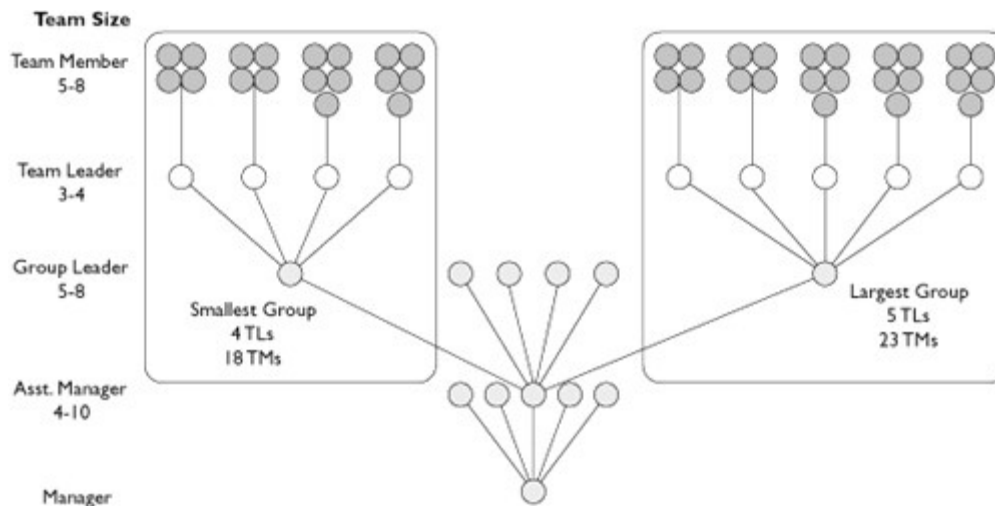 Team Size
Team Member
5-8
Team Leader
3-4
Group Leader
5-8
Smallest Group
4 TLs
18 TMs
Largest Group
5 TLs
23 TMs
Asst. Manager
4-10
Manager